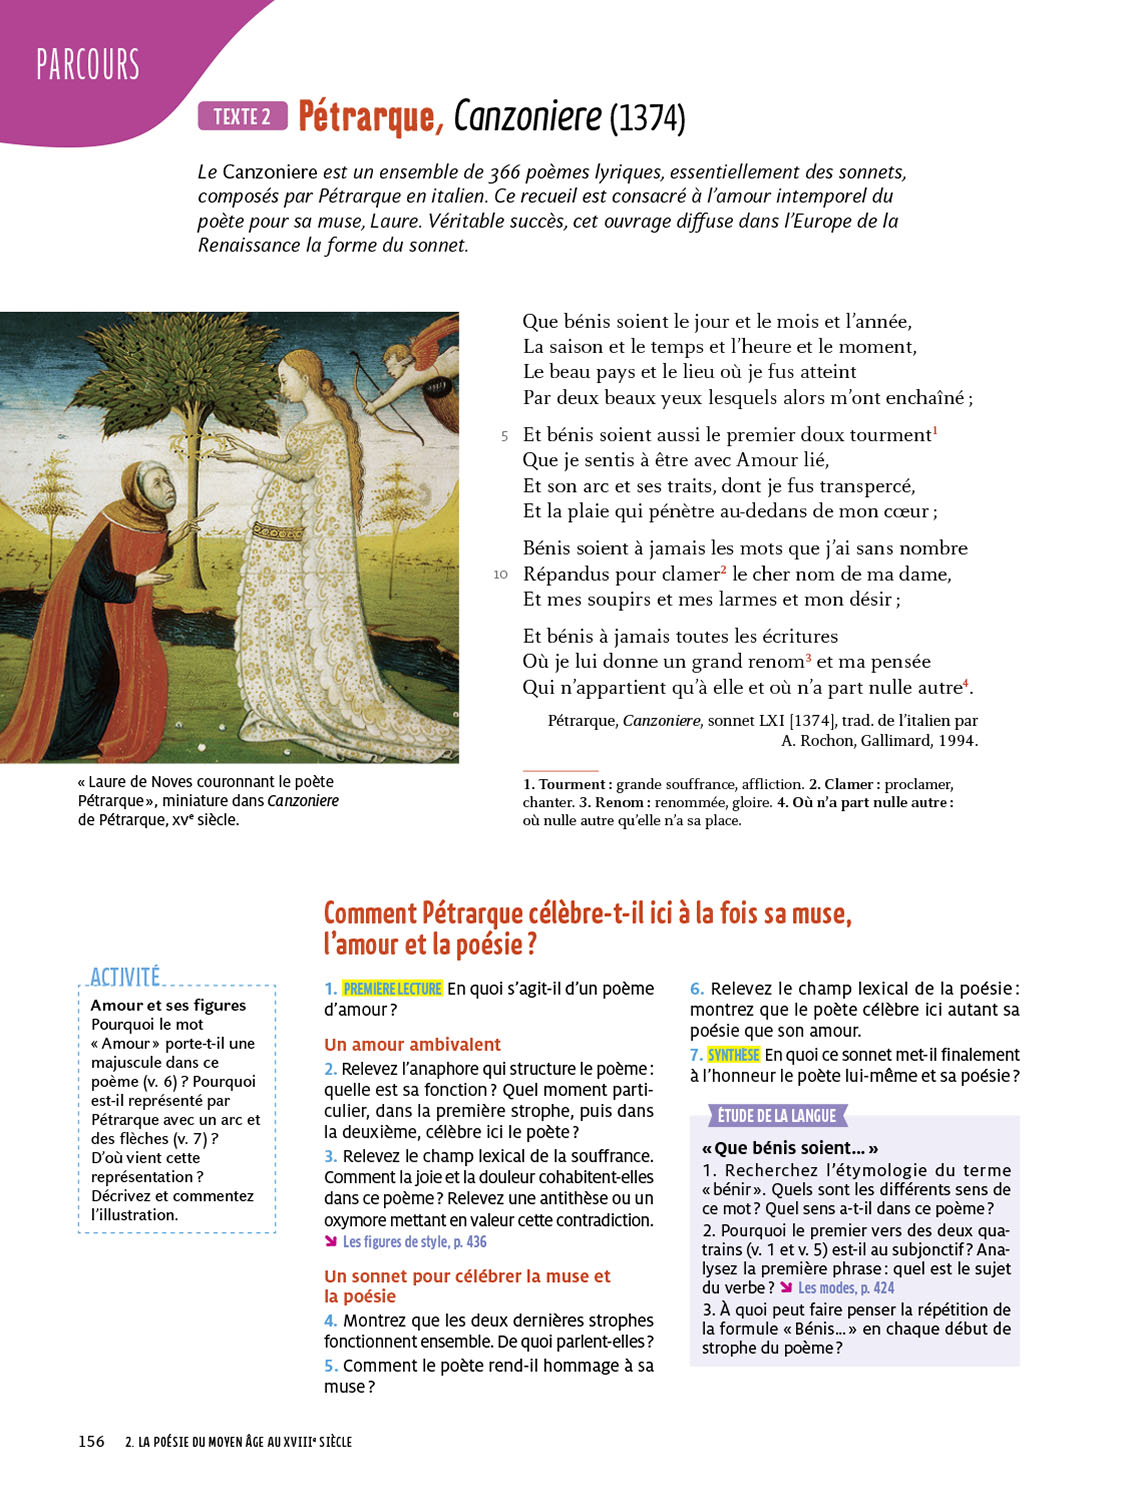 PARCOURS
TEXTE 2 Pétrarque, Canzoniere (1374)
Le Canzoniere est un ensemble de 366 poèmes lyriques, essentiellement des sonnets,
composés par Pétrarque en italien. Ce recueil est consacré à l’amour intemporel du
poète pour sa muse, Laure. Véritable succès, cet ouvrage diffuse dans l’Europe de la
Renaissance la forme du sonnet.
Que bénis soient le jour et le mois et l’année,
La saison et le temps et l’heure et le moment,
Le beau pays et le lieu où je fus atteint
Par deux beaux yeux lesquels alors m’ont enchaîné ;
5 Et bénis soient aussi le premier doux tourment1
Que je sentis à être avec Amour lié,
Et son arc et ses traits, dont je fus transpercé,
Et la plaie qui pénètre au-dedans de mon cœur ;
Bénis soient à jamais les mots que j’ai sans nombre
10 Répandus pour clamer2 le cher nom de ma dame,
Et mes soupirs et mes larmes et mon désir ;
Et bénis à jamais toutes les écritures
Où je lui donne un grand renom3 et ma pensée
Qui n’appartient qu’à elle et où n’a part nulle autre4.
Pétrarque, Canzoniere, sonnet LXI [1374], trad. de l’italien par
A. Rochon, Gallimard, 1994.
« Laure de Noves couronnant le poète
Pétrarque », miniature dans Canzoniere
de Pétrarque, XVe siècle.
1. Tourment : grande souffrance, affliction. 2. Clamer : proclamer,
chanter. 3. Renom : renommée, gloire. 4. Où n’a part nulle autre :
où nulle autre qu’elle n’a sa place.
Comment Pétrarque célèbre-t-il ici à la fois sa muse,
l’amour et la poésie ?
ACTIVITÉ
Amour et ses figures
Pourquoi le mot
« Amour » porte-t-il une
majuscule dans ce
poème (v. 6) ? Pourquoi
est-il représenté par
Pétrarque avec un arc et
des flèches (v. 7) ?
D’où vient cette
représentation ?
Décrivez et commentez
l’illustration.
1. PREMIÈRE LECTURE En quoi s’agit-il d’un poème
d’amour ?
Un amour ambivalent
2. Relevez l’anaphore qui structure le poème :
quelle est sa fonction ? Quel moment parti-
culier, dans la première strophe, puis dans
la deuxième, célèbre ici le poète ?
3. Relevez le champ lexical de la souffrance.
Comment la joie et la douleur cohabitent-elles
dans ce poème ? Relevez une antithèse ou un
oxymore mettant en valeur cette contradiction.
Les figures de style, p. 436
Un sonnet pour célébrer la muse et
la poésie
4. Montrez que les deux dernières strophes
fonctionnent ensemble. De quoi parlent-elles ?
5. Comment le poète rend-il hommage à sa
muse ?
6. Relevez le champ lexical de la poésie :
montrez que le poète célèbre ici autant sa
poésie que son amour.
7. SYNTHÈSE En quoi ce sonnet met-il finalement
à l’honneur le poète lui-même et sa poésie ?
ÉTUDE DE LA LANGUE
« Que bénis soient... »
1. Recherchez l’étymologie du terme
« bénir ». Quels sont les différents sens de
ce mot ? Quel sens a-t-il dans ce poème ?
2. Pourquoi le premier vers des deux qua-
trains (v. 1 et v. 5) est-il au subjonctif ? Ana-
lysez la première phrase : quel est le sujet
du verbe ? Les modes, p. 424
3. À quoi peut faire penser la répétition de
la formule « Bénis... » en chaque début de
strophe du poème ?
156 2. LA POÉSIE DU MOYEN ÂGE AU XVIIIe SIÈCLE